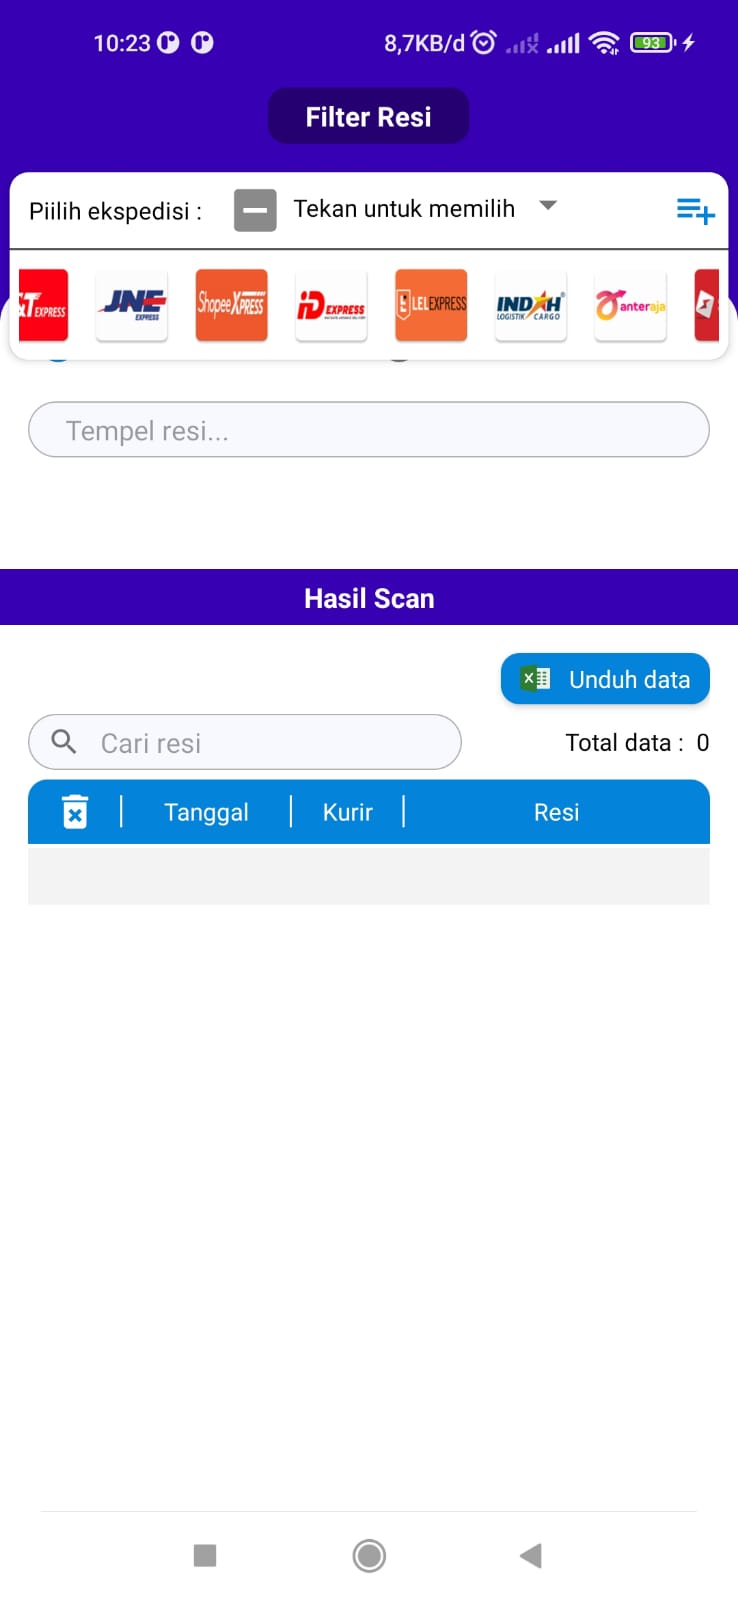 10:23 8,7KB/d 93
Filter Resi
Piilih ekspedisi : Tekan untuk memilih
EXPRESS JNE EXPRESS Shopee XPRESS iD EXPRESS LEL EXPRESS INDAH LOGISTIK CARGO anteraja
Tempel resi...
Hasil Scan
Unduh data
Cari resi Total data : 0
Tanggal Kurir Resi